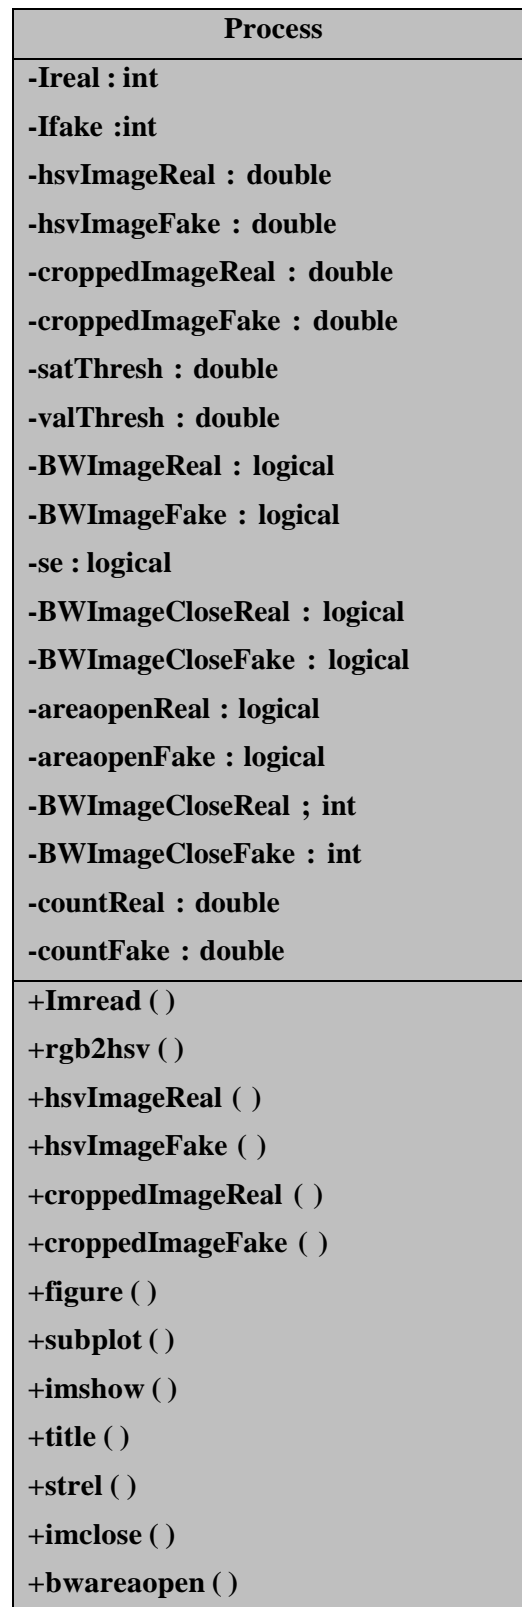 Process
-Ireal : int
-Ifake :int
-hsvImageReal : double
-hsvImageFake : double
-croppedImageReal : double
-croppedImageFake : double
-satThresh : double
-valThresh : double
-BWImageReal : logical
-BWImageFake : logical
-se : logical
-BWImageCloseReal : logical
-BWImageCloseFake : logical
-areaopenReal : logical
-areaopenFake : logical
-BWImageCloseReal ; int
-BWImageCloseFake : int
-countReal : double
-countFake : double
+Imread ( )
+rgb2hsv ( )
+hsvImageReal ( )
+hsvImageFake ( )
+croppedImageReal ( )
+croppedImageFake ( )
+figure ( )
+subplot ( )
+imshow ( )
+title ( )
+strel ( )
+imclose ( )
+bwareaopen ( )